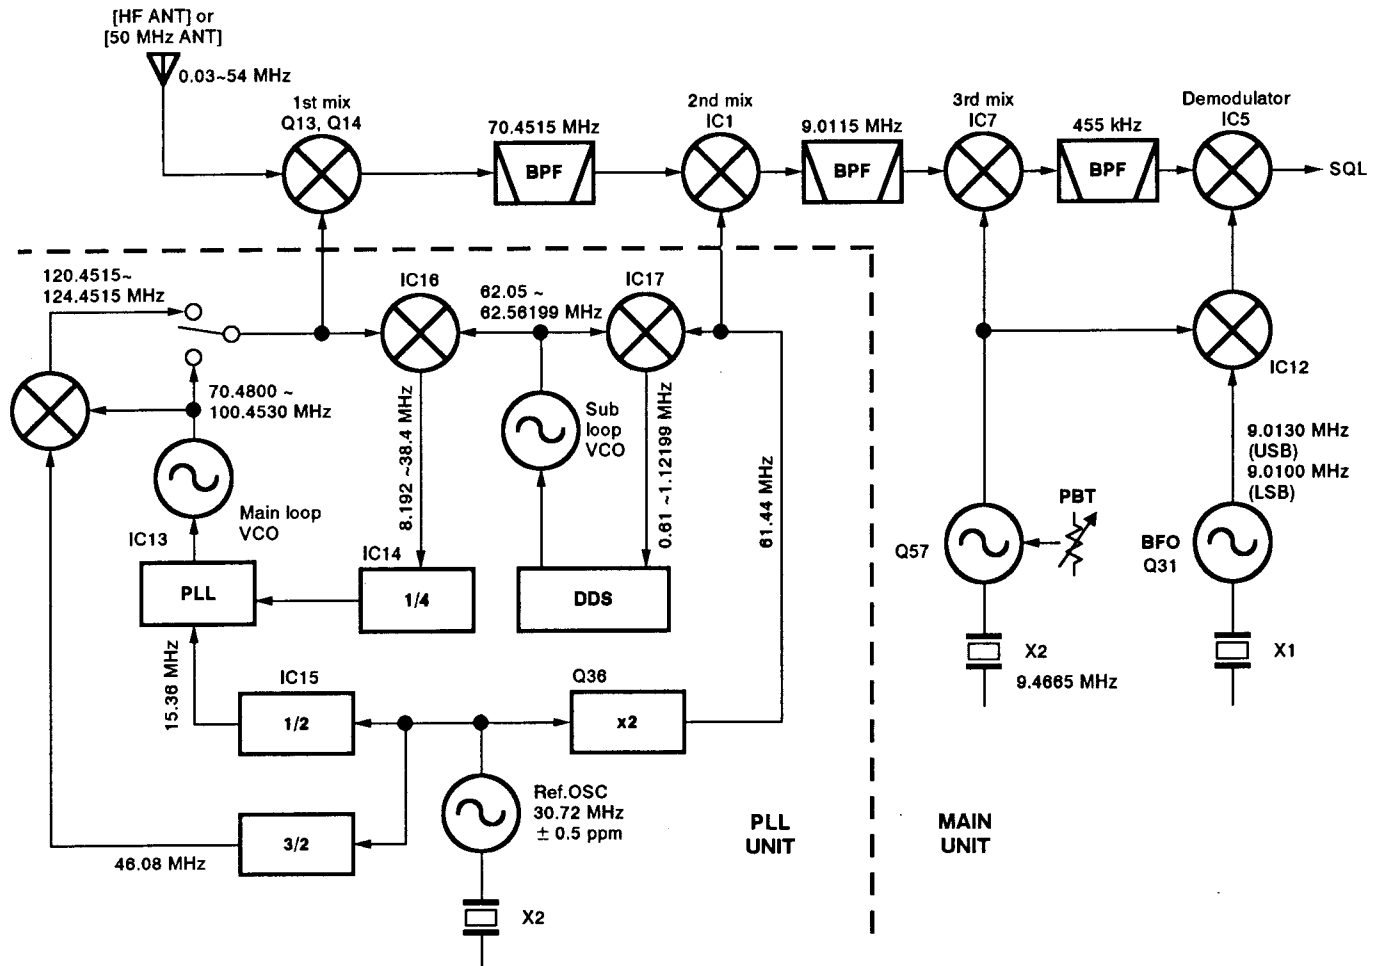 [HF ANT] or
[50 MHz ANT]
0.03~54 MHz
1st mix
Q13, Q14
70.4515 MHz
BPF
2nd mix
IC1
9.0115 MHz
BPF
3rd mix
IC7
455 kHz
BPF
Demodulator
IC5
SQL
120.4515~
124.4515 MHz
IC16
62.05 ~
62.56199 MHz
IC17
IC12
70.4800 ~
100.4530 MHz
Main loop
VCO
8.192 ~38.4 MHz
Sub
loop
VCO
0.61 ~1.12199 MHz
61.44 MHz
9.0130 MHz
(USB)
9.0100 MHz
(LSB)
PBT
Q57
BFO
Q31
IC13
PLL
IC14
1/4
DDS
X2
9.4665 MHz
X1
15.36 MHz
IC15
1/2
Q36
x2
Ref.OSC
30.72 MHz
± 0.5 ppm
3/2
46.08 MHz
X2
PLL
UNIT
MAIN
UNIT